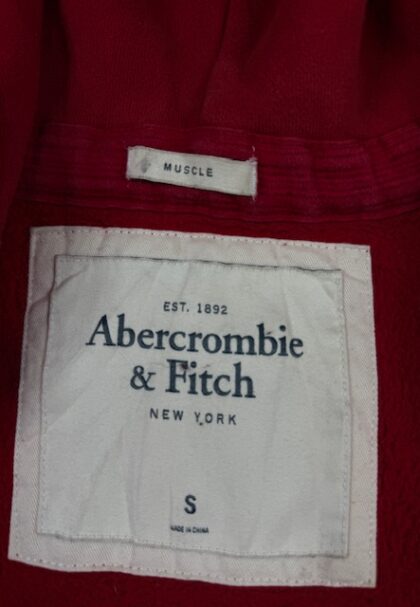 MUSCLE
EST. 1892
Abercrombie
& Fitch
NEW YORK
S
MADE IN CHINA